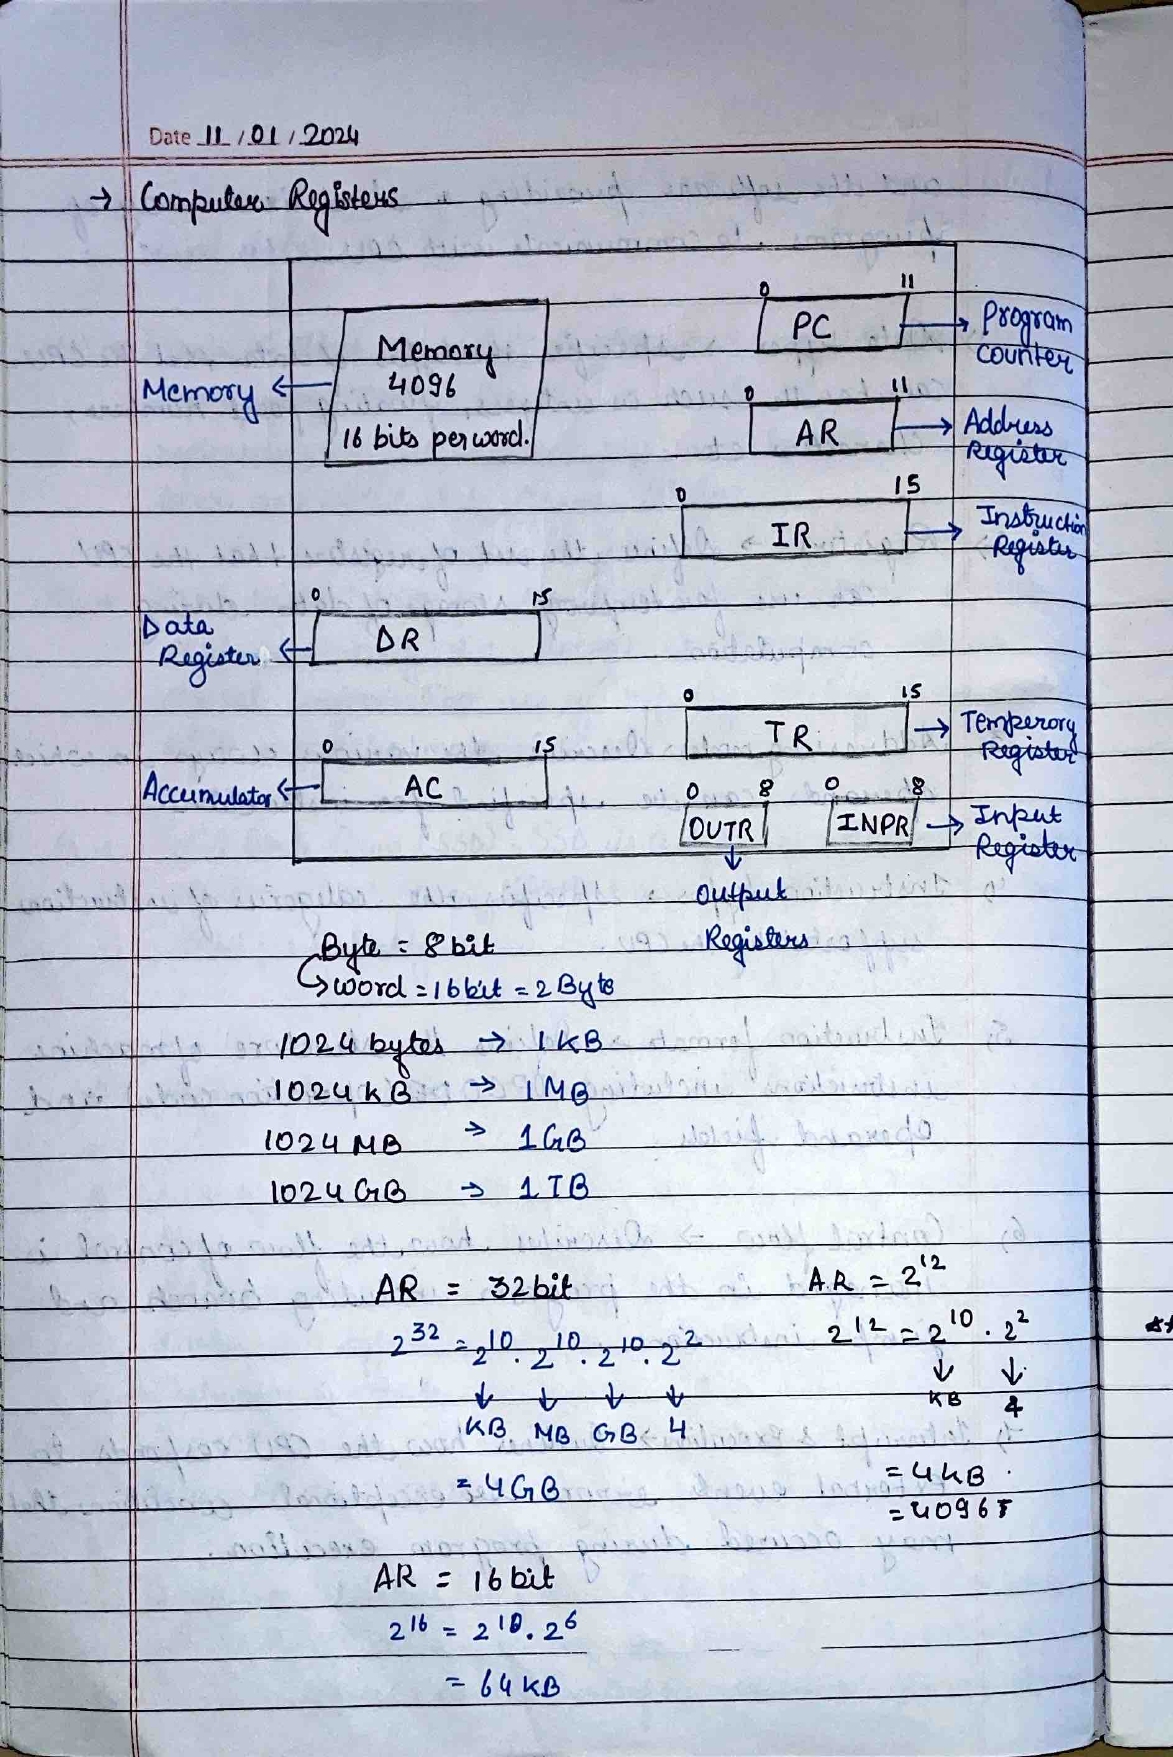 Date 11/01/2024
→ Computer Registers
0 11
PC
Program
counter
Memory
4096
16 bits per word.
Memory
0 11
AR
Address
Register
0 15
IR
Instruction
Register
0 15
DR
Data
Register
0 15
TR
Temperory
Register
0 15
AC
Accumulator
0 8
OUTR
0 8
INPR
Input
Register
Output
Registers
Byte = 8 bit
↳ word = 16 bit = 2 Byte
1024 bytes → 1 KB
1024 KB → 1 MB
1024 MB → 1 GB
1024 GB → 1 TB
AR = 32 bit
2^32 = 2^10 . 2^10 . 2^10 . 2^2
↓ ↓ ↓ ↓
KB MB GB 4
= 4 GB
A.R = 2^12
2^12 = 2^10 . 2^2
↓ ↓
KB 4
= 4 KB
= 4096
AR = 16 bit
2^16 = 2^10 . 2^6
= 64 KB